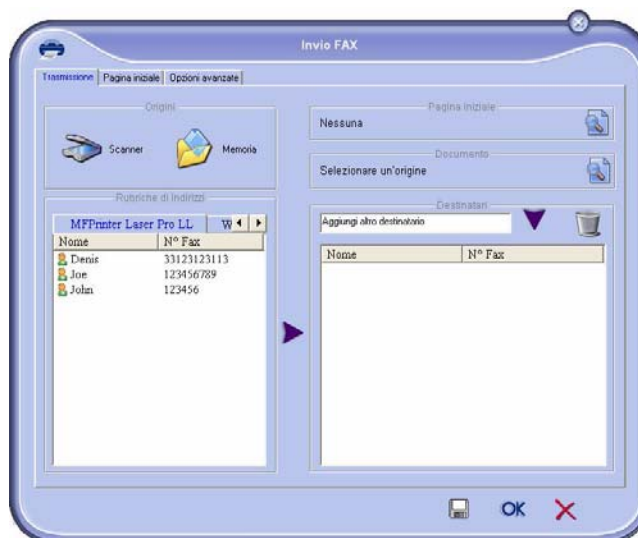 Invio FAX
Trasmissione Pagina iniziale Opzioni avanzate
Origini
Scanner Memoria
Rubriche di Indirizzi
MFPrinter Laser Pro LL W
Nome N° Fax
Denis 33123123113
Joe 123456789
John 123456
Pagina Iniziale
Nessuna
Documento
Selezionare un'origine
Destinatari
Aggiungi altro destinatario
Nome N° Fax
OK